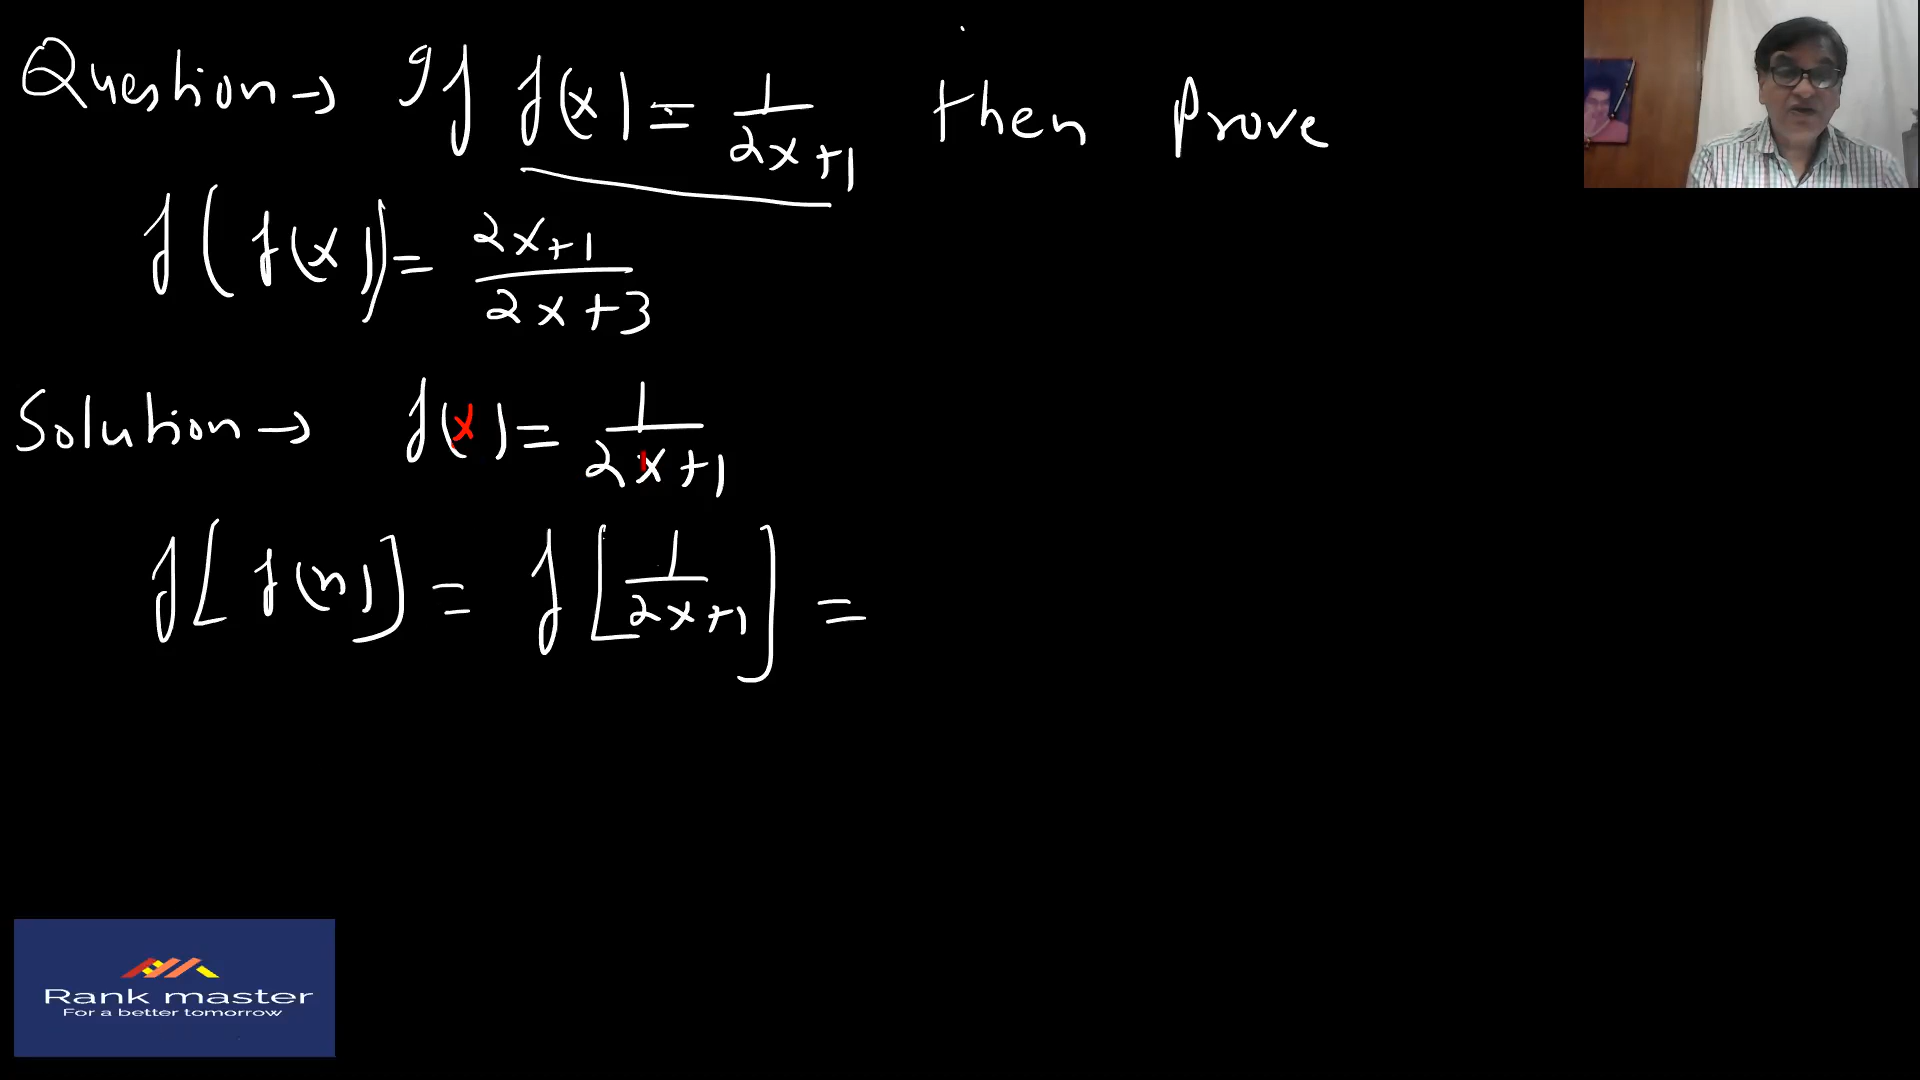 Question → If f(x) = 1/(2x+1) then prove
f(f(x)) = (2x+1)/(2x+3)
Solution → f(x) = 1/(2x+1)
f[f(n)] = f[1/(2x+1)] =
Rank master
For a better tomorrow